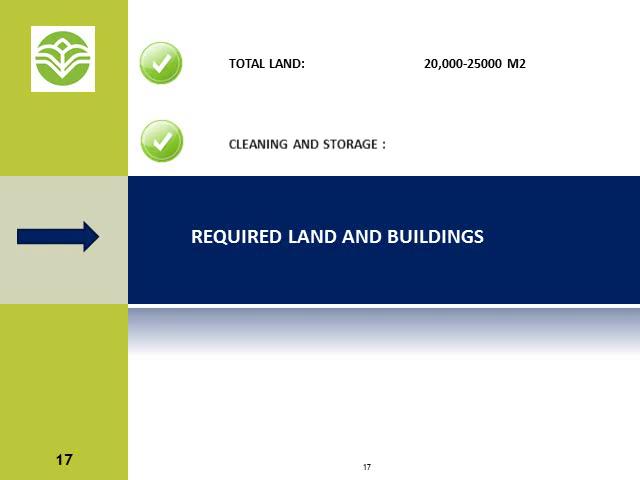 TOTAL LAND: 20,000-25000 M2
CLEANING AND STORAGE :
REQUIRED LAND AND BUILDINGS
17
17